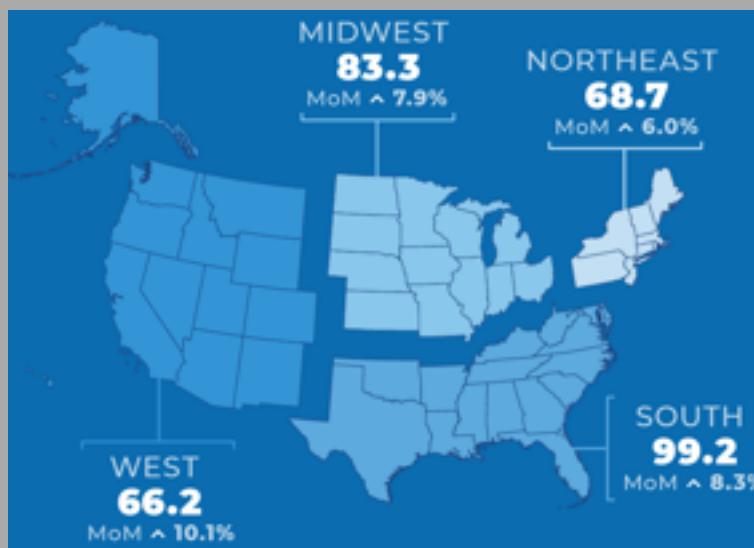 MIDWEST
83.3
MoM ^ 7.9%
NORTHEAST
68.7
MoM ^ 6.0%
SOUTH
99.2
MoM ^ 8.3%
WEST
66.2
MoM ^ 10.1%